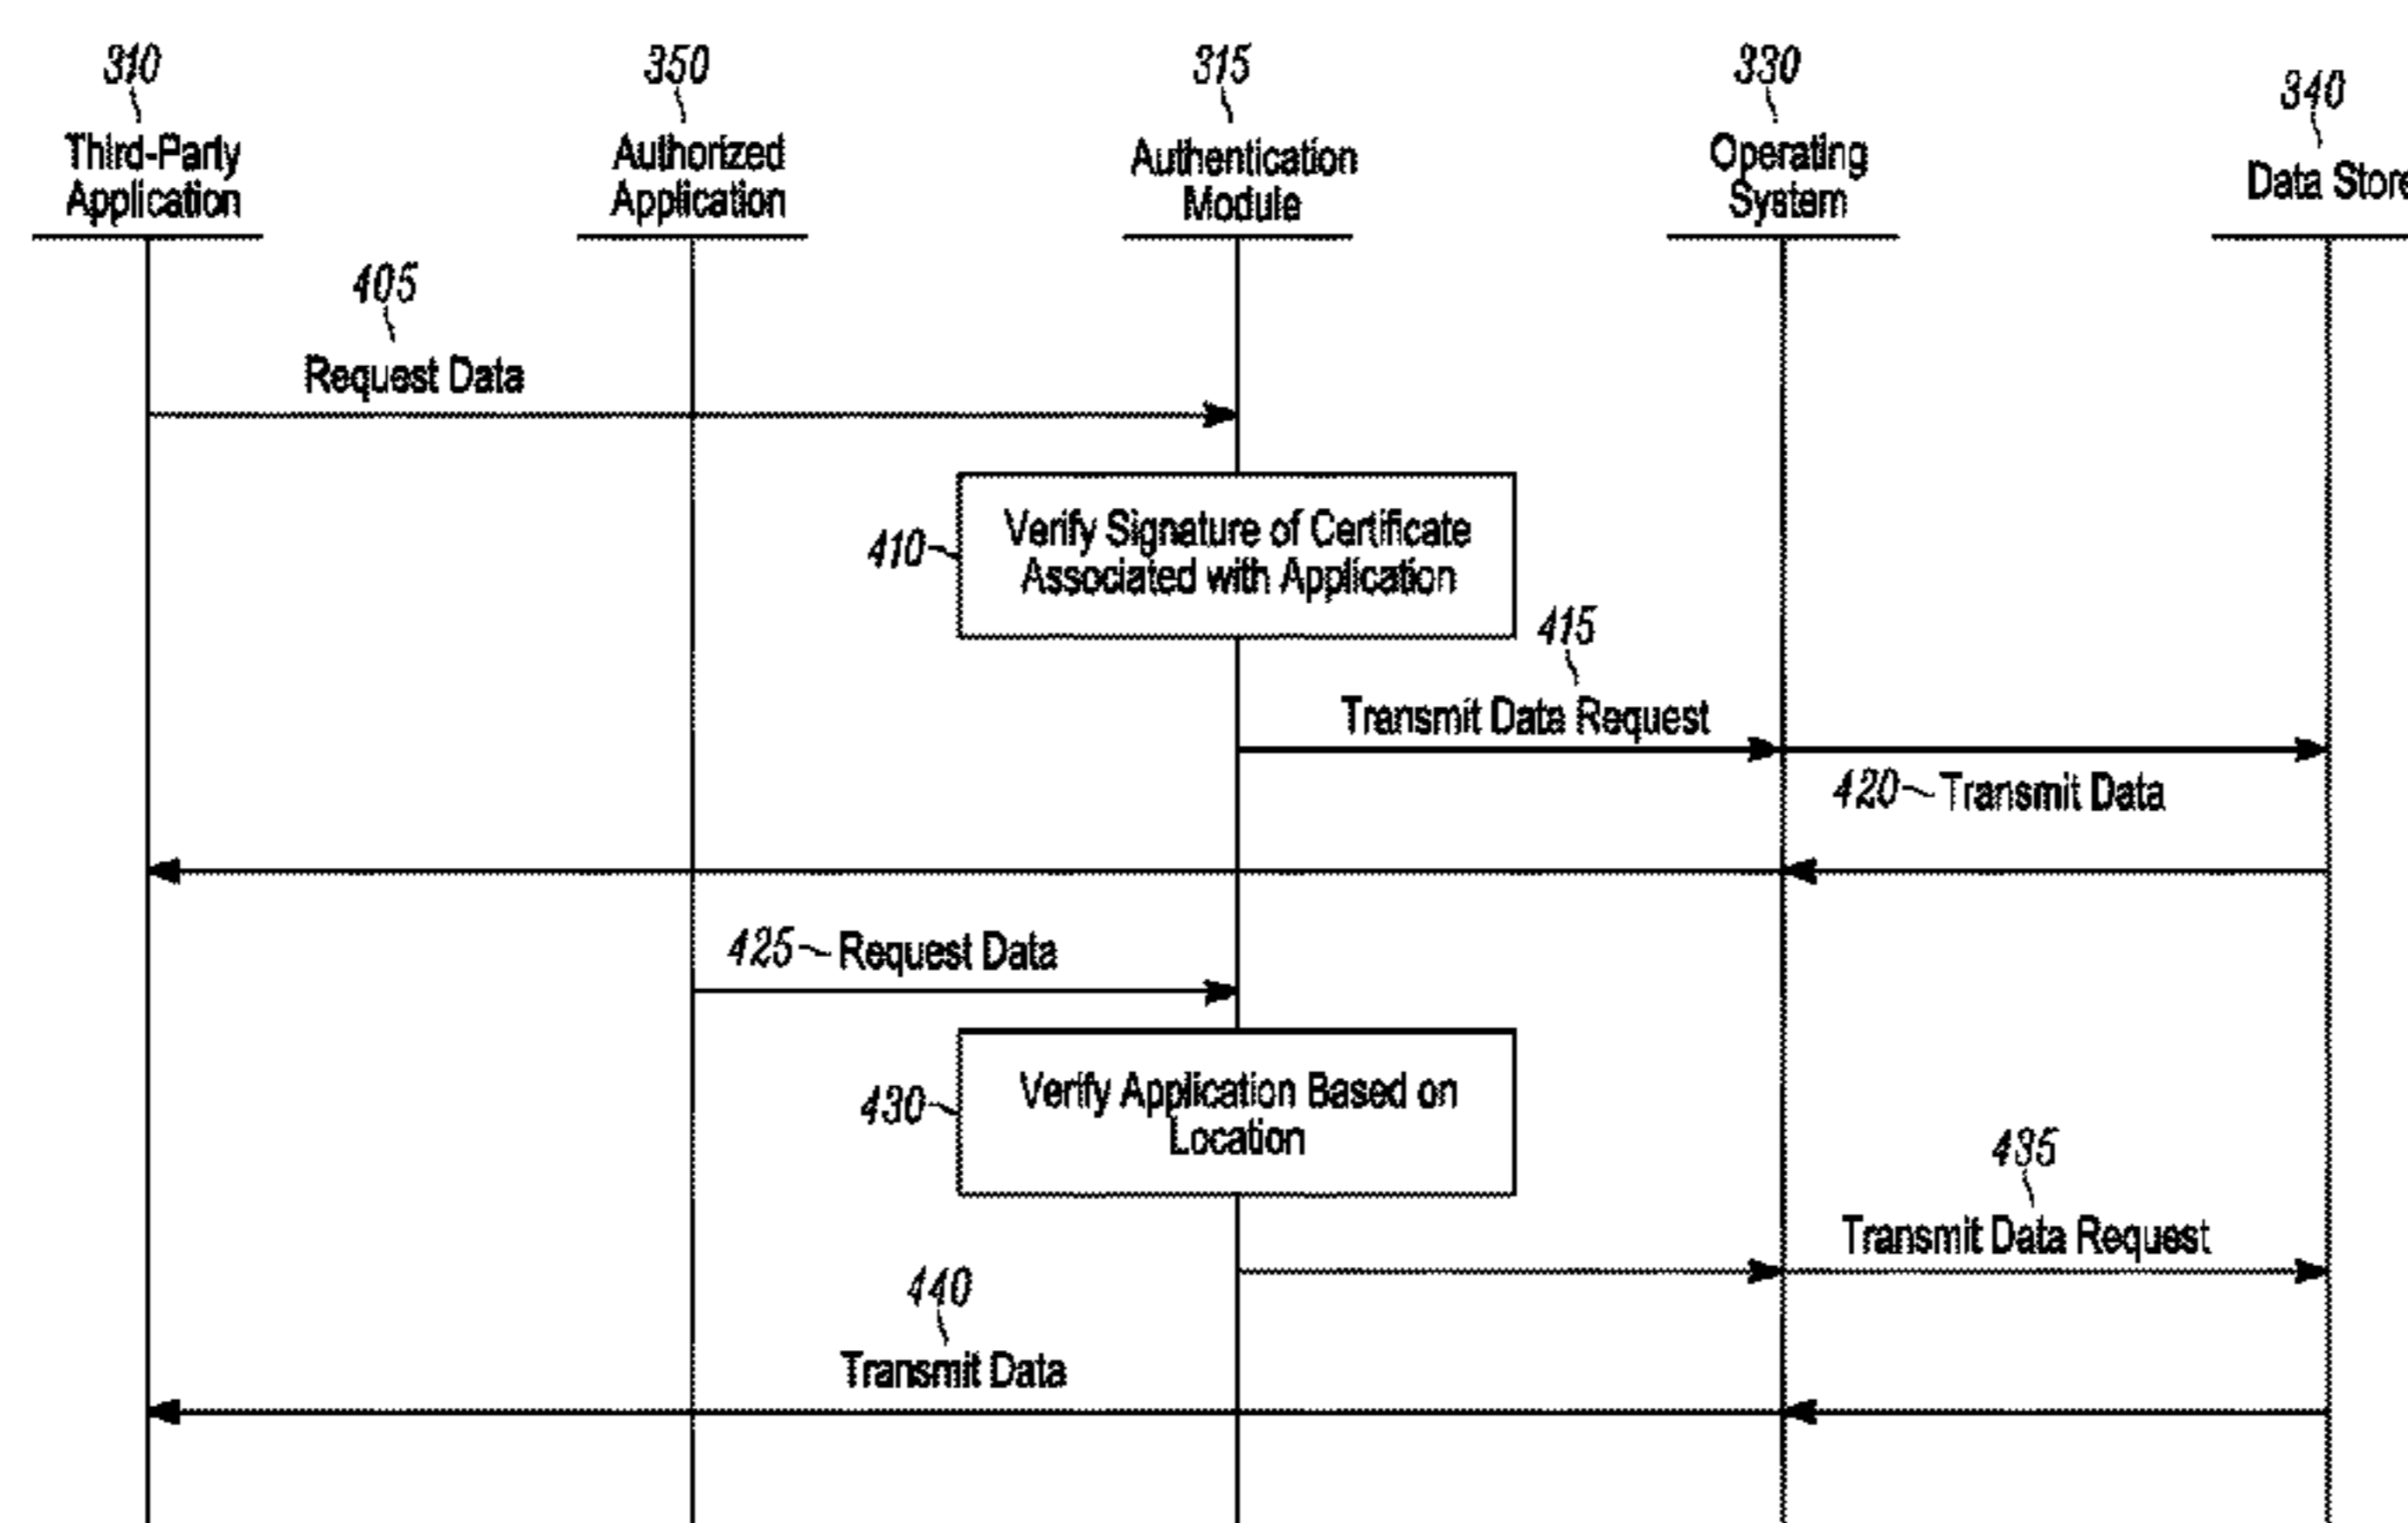 310
350
315
330
340
Third-Party
Application
Authorized
Application
Authentication
Module
Operating
System
Data Store
405
Request Data
410
Verify Signature of Certificate
Associated with Application
415
Transmit Data Request
420
Transmit Data
425
Request Data
430
Verify Application Based on
Location
435
Transmit Data Request
440
Transmit Data